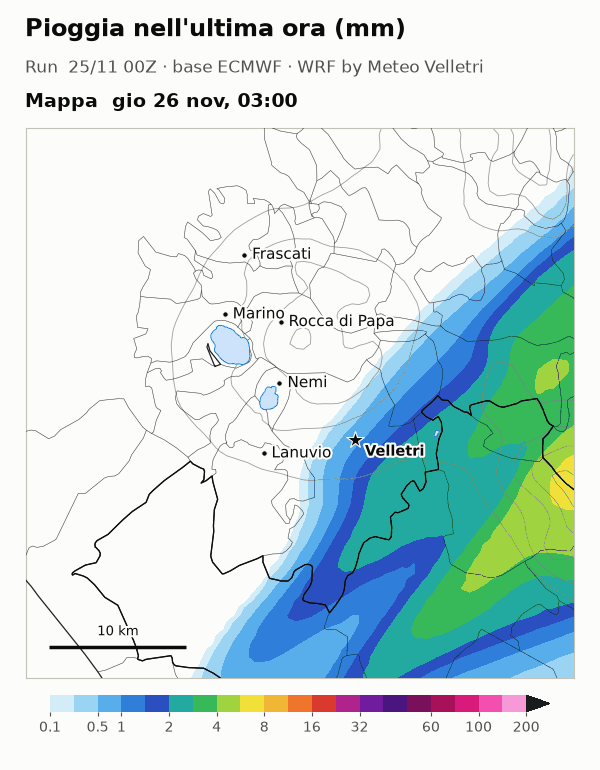 Pioggia nell'ultima ora (mm)
Run  25/11 00Z · base ECMWF · WRF by Meteo Velletri
Mappa  gio 26 nov, 03:00
Frascati
Marino
Rocca di Papa
Nemi
Lanuvio
Velletri
10 km
0.1 0.5 1 2 4 8 16 32 60 100 200